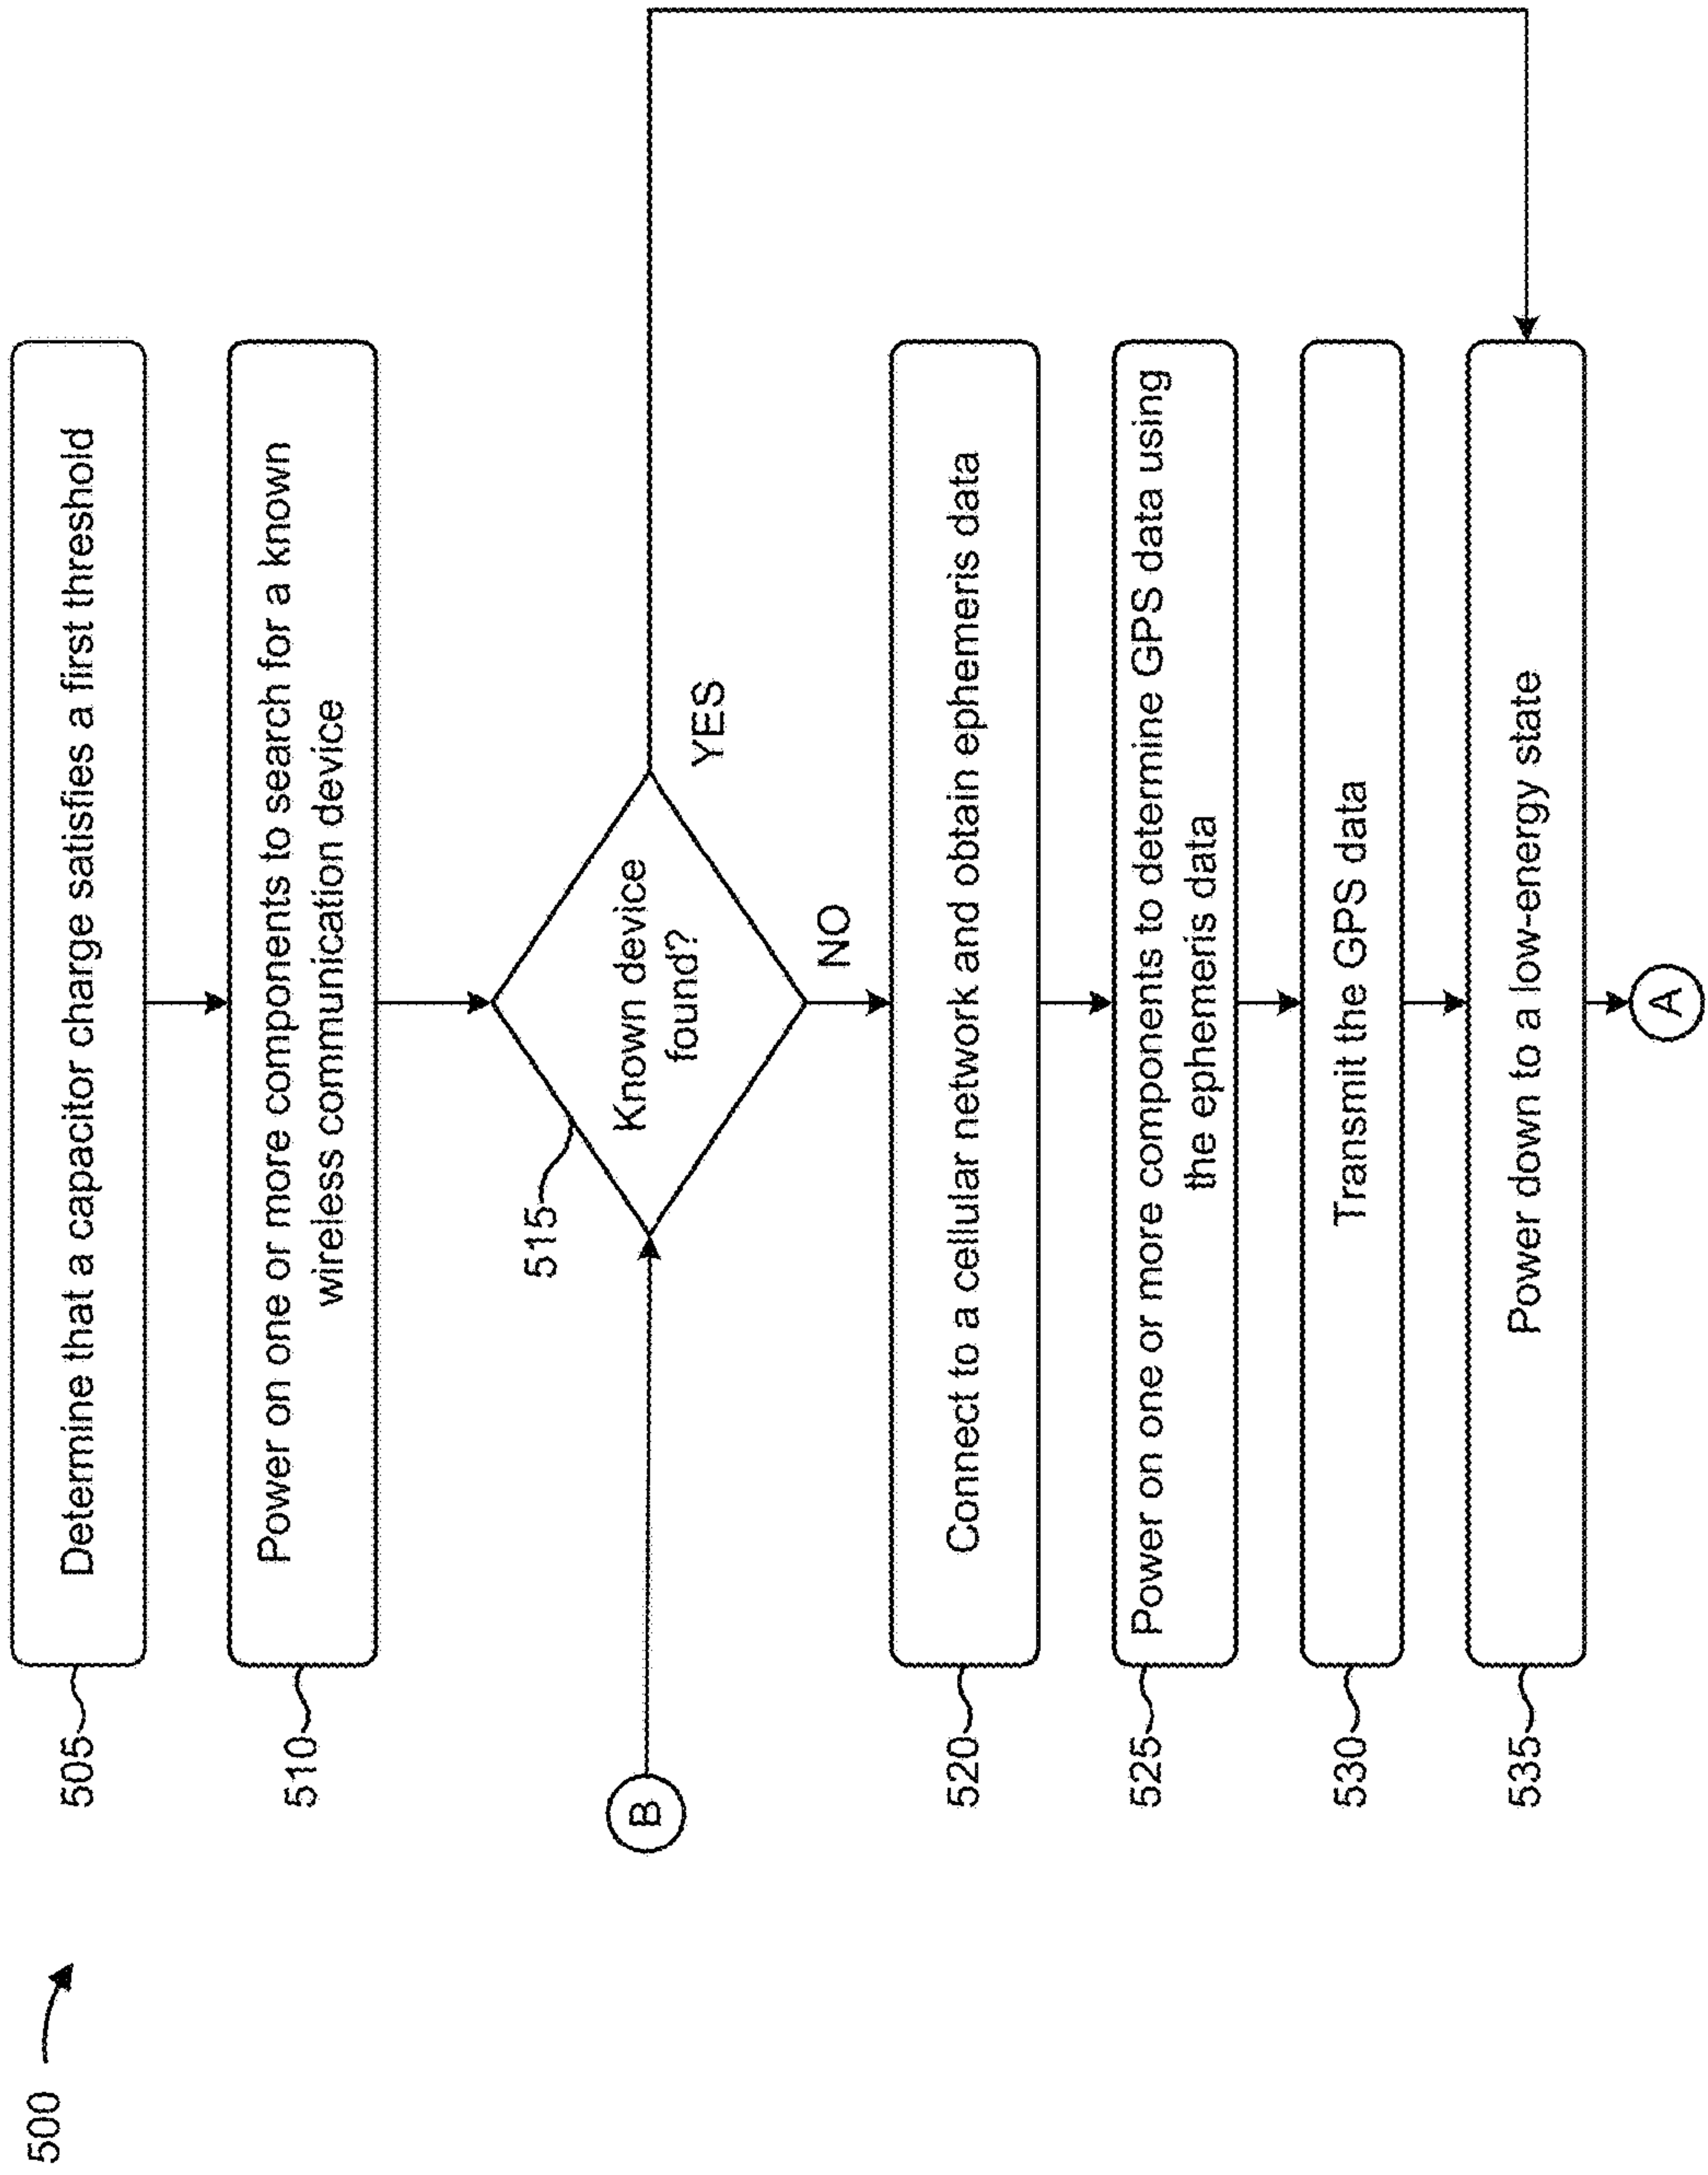 500
505
Determine that a capacitor charge satisfies a first threshold
510
Power on one or more components to search for a known
wireless communication device
515
Known device
found?
YES
NO
B
520
Connect to a cellular network and obtain ephemeris data
525
Power on one or more components to determine GPS data using
the ephemeris data
530
Transmit the GPS data
535
Power down to a low-energy state
A